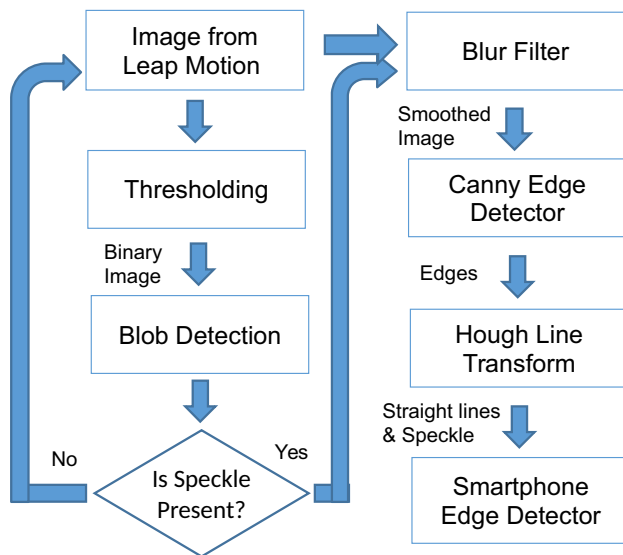 Image from
Leap Motion
Thresholding
Binary
Image
Blob Detection
Is Speckle
Present?
No
Yes
Blur Filter
Smoothed
Image
Canny Edge
Detector
Edges
Hough Line
Transform
Straight lines
& Speckle
Smartphone
Edge Detector